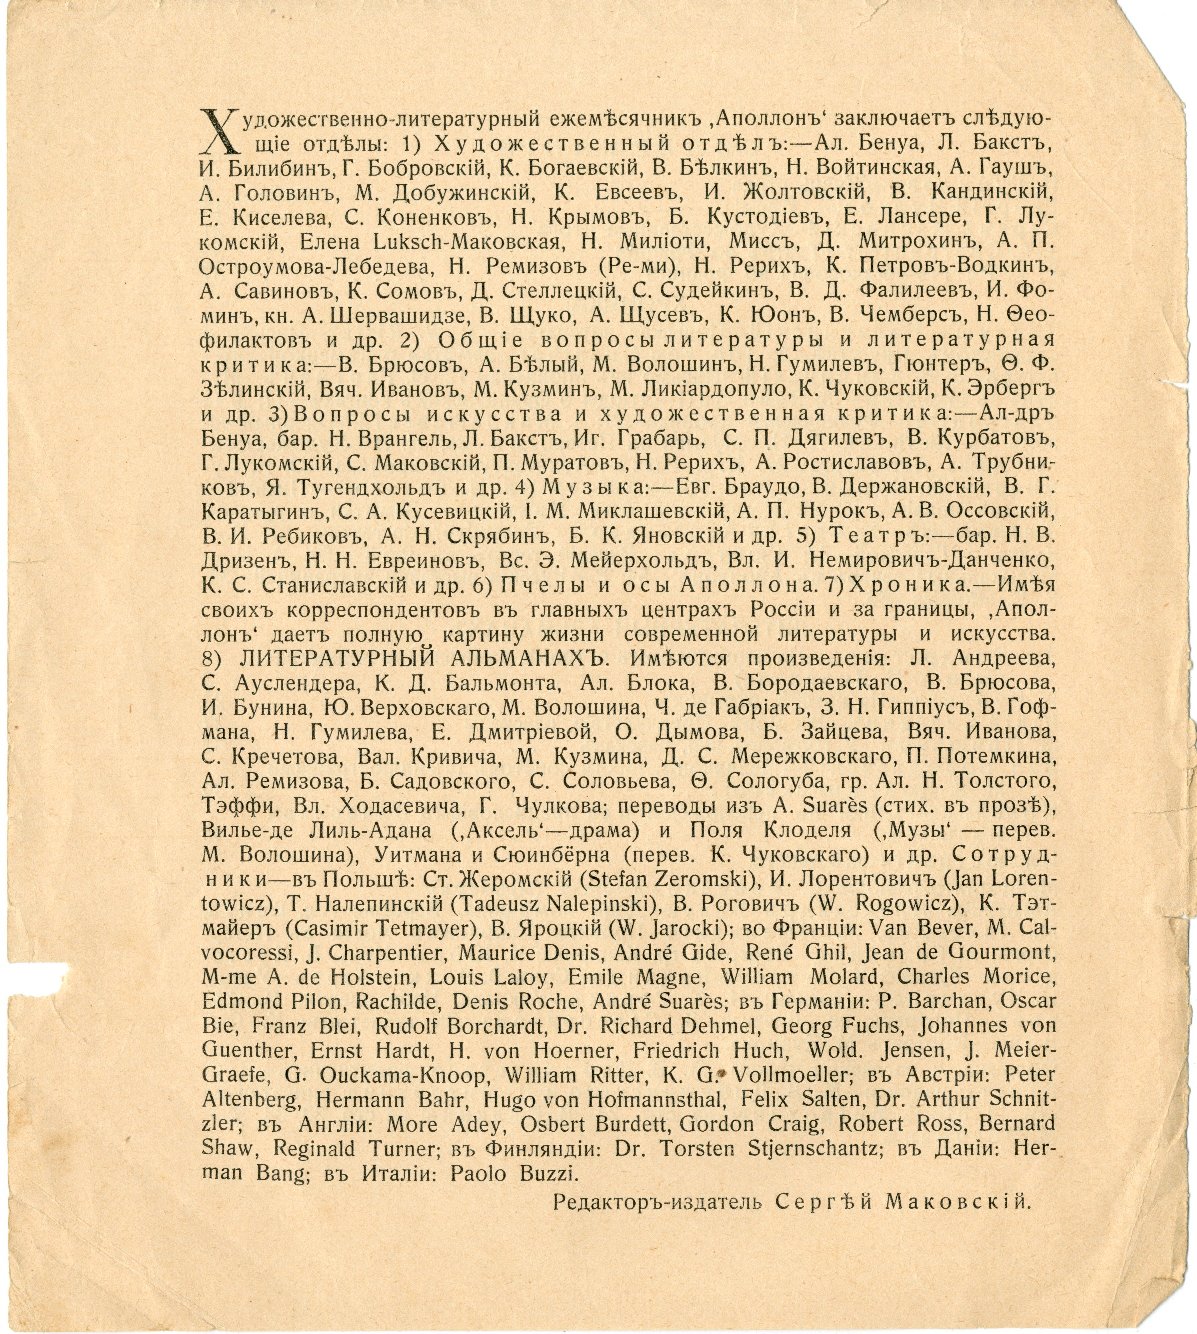 Художественно-литературный ежемѣсячникъ ‚Аполлонъ‘ заключаетъ слѣдую-
щіе отдѣлы: 1) Художественный отдѣлъ:—Ал. Бенуа, Л. Бакстъ,
И. Билибинъ, Г. Бобровскій, К. Богаевскій, В. Бѣлкинъ, Н. Войтинская, А. Гаушъ,
А. Головинъ, М. Добужинскій, К. Евсеевъ, И. Жолтовскій, В. Кандинскій,
Е. Киселева, С. Коненковъ, Н. Крымовъ, Б. Кустодіевъ, Е. Лансере, Г. Лу-
комскій, Елена Luksch-Маковская, Н. Миліоти, Миссъ, Д. Митрохинъ, А. П.
Остроумова-Лебедева, Н. Ремизовъ (Ре-ми), Н. Рерихъ, К. Петровъ-Водкинъ,
А. Савиновъ, К. Сомовъ, Д. Стеллецкій, С. Судейкинъ, В. Д. Фалилеевъ, И. Фо-
минъ, кн. А. Шервашидзе, В. Щуко, А. Щусевъ, К. Юонъ, В. Чемберсъ, Н. Ѳео-
филактовъ и др. 2) Общіе вопросы литературы и литературная
критика:—В. Брюсовъ, А. Бѣлый, М. Волошинъ, Н. Гумилев, Гюнтеръ, Ѳ. Ф.
Зѣлинскій, Вяч. Ивановъ, М. Кузминъ, М. Ликіардопуло, К. Чуковскій, К. Эрбергъ
и др. 3) Вопросы искусства и художественная критика:—Ал-дръ
Бенуа, бар. Н. Врангель, Л. Бакстъ, Иг. Грабарь, С. П. Дягилевъ, В. Курбатовъ,
Г. Лукомскій, С. Маковскій, П. Муратовъ, Н. Рерихъ, А. Ростиславовъ, А. Трубни-
ковъ, Я. Тугендхольдъ и др. 4) Музыка:—Евг. Браудо, В. Держановскій, В. Г.
Каратыгинъ, С. А. Кусевицкій, І. М. Миклашевскій, А. П. Нурокъ, А. В. Оссовскій,
В. И. Ребиковъ, А. Н. Скрябинъ, Б. К. Яновскій и др. 5) Театръ:—бар. Н. В.
Дризенъ, Н. Н. Евреиновъ, Вс. Э. Мейерхольдъ, Вл. И. Немировичъ-Данченко,
К. С. Станиславскій и др. 6) Пчелы и осы Аполлона. 7) Хроника.—Имѣя
своихъ корреспондентовъ въ главныхъ центрахъ Россіи и за границы, ‚Апол-
лонъ‘ даетъ полную картину жизни современной литературы и искусства.
8) ЛИТЕРАТУРНЫЙ АЛЬМАНАХЪ. Имѣются произведенія: Л. Андреева,
С. Ауслендера, К. Д. Бальмонта, Ал. Блока, В. Бородаевскаго, В. Брюсова,
И. Бунина, Ю. Верховскаго, М. Волошина, Ч. де Габріакъ, З. Н. Гиппіусъ, В. Гоф-
мана, Н. Гумилева, Е. Дмитріевой, О. Дымова, Б. Зайцева, Вяч. Иванова,
С. Кречетова, Вал. Кривича, М. Кузмина, Д. С. Мережковскаго, П. Потемкина,
Ал. Ремизова, Б. Садовского, С. Соловьева, Ѳ. Сологуба, гр. Ал. Н. Толстого,
Тэффи, Вл. Ходасевича, Г. Чулкова; переводы изъ A. Suarès (стих. въ прозѣ),
Вилье-де Лиль-Адана (‚Аксель‘—драма) и Поля Клоделя (‚Музы‘ — перев.
М. Волошина), Уитмана и Сюинбёрна (перев. К. Чуковскаго) и др. Сотруд-
ники—въ Польшѣ: Ст. Жеромскій (Stefan Zeromski), И. Лорентовичъ (Jan Loren-
towicz), Т. Налепинскій (Tadeusz Nalepinski), В. Роговичъ (W. Rogowicz), К. Тэт-
майеръ (Casimir Tetmayer), В. Яроцкій (W. Jarocki); во Франціи: Van Bever, M. Cal-
vocoressi, J. Charpentier, Maurice Denis, André Gide, René Ghil, Jean de Gourmont,
M-me A. de Holstein, Louis Laloy, Emile Magne, William Molard, Charles Morice,
Edmond Pilon, Rachilde, Denis Roche, André Suarès; въ Германіи: P. Barchan, Oscar
Bie, Franz Blei, Rudolf Borchardt, Dr. Richard Dehmel, Georg Fuchs, Johannes von
Guenther, Ernst Hardt, H. von Hoerner, Friedrich Huch, Wold. Jensen, J. Meier-
Graefe, G. Ouckama-Knoop, William Ritter, K. G. Vollmoeller; въ Австріи: Peter
Altenberg, Hermann Bahr, Hugo von Hofmannsthal, Felix Salten, Dr. Arthur Schnit-
zler; въ Англіи: More Adey, Osbert Burdett, Gordon Craig, Robert Ross, Bernard
Shaw, Reginald Turner; въ Финляндіи: Dr. Torsten Stjernschantz; въ Даніи: Her-
man Bang; въ Италіи: Paolo Buzzi.
Редакторъ-издатель Сергѣй Маковскій.